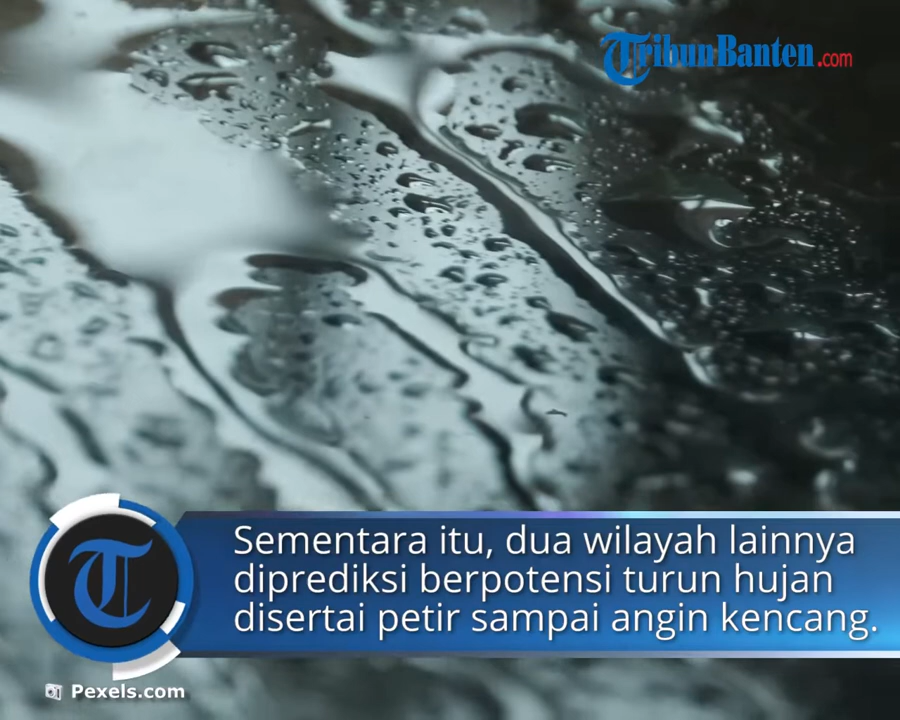 TribunBanten.com
Sementara itu, dua wilayah lainnya
diprediksi berpotensi turun hujan
disertai petir sampai angin kencang.
T
Pexels.com